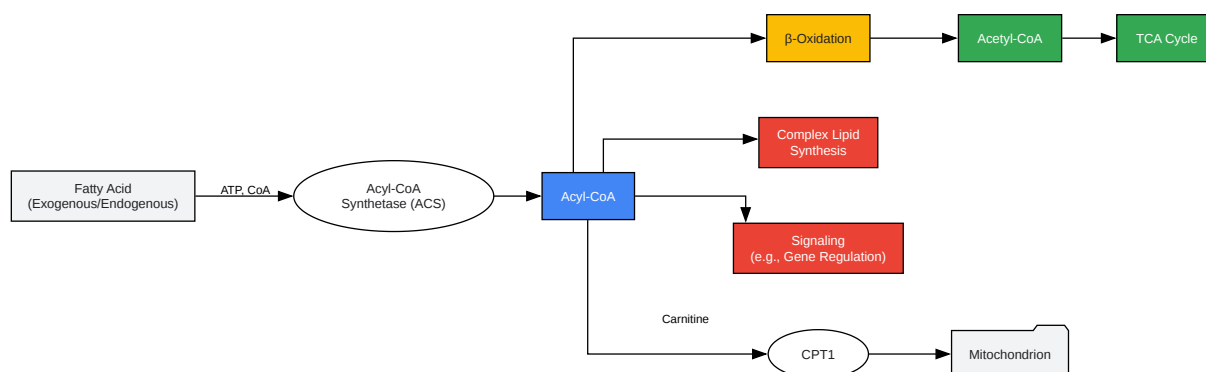 β-Oxidation
Acetyl-CoA
TCA Cycle
Complex Lipid
Synthesis
Fatty Acid
(Exogenous/Endogenous)
ATP, CoA
Acyl-CoA
Synthetase (ACS)
Acyl-CoA
Signaling
(e.g., Gene Regulation)
Carnitine
CPT1
Mitochondrion